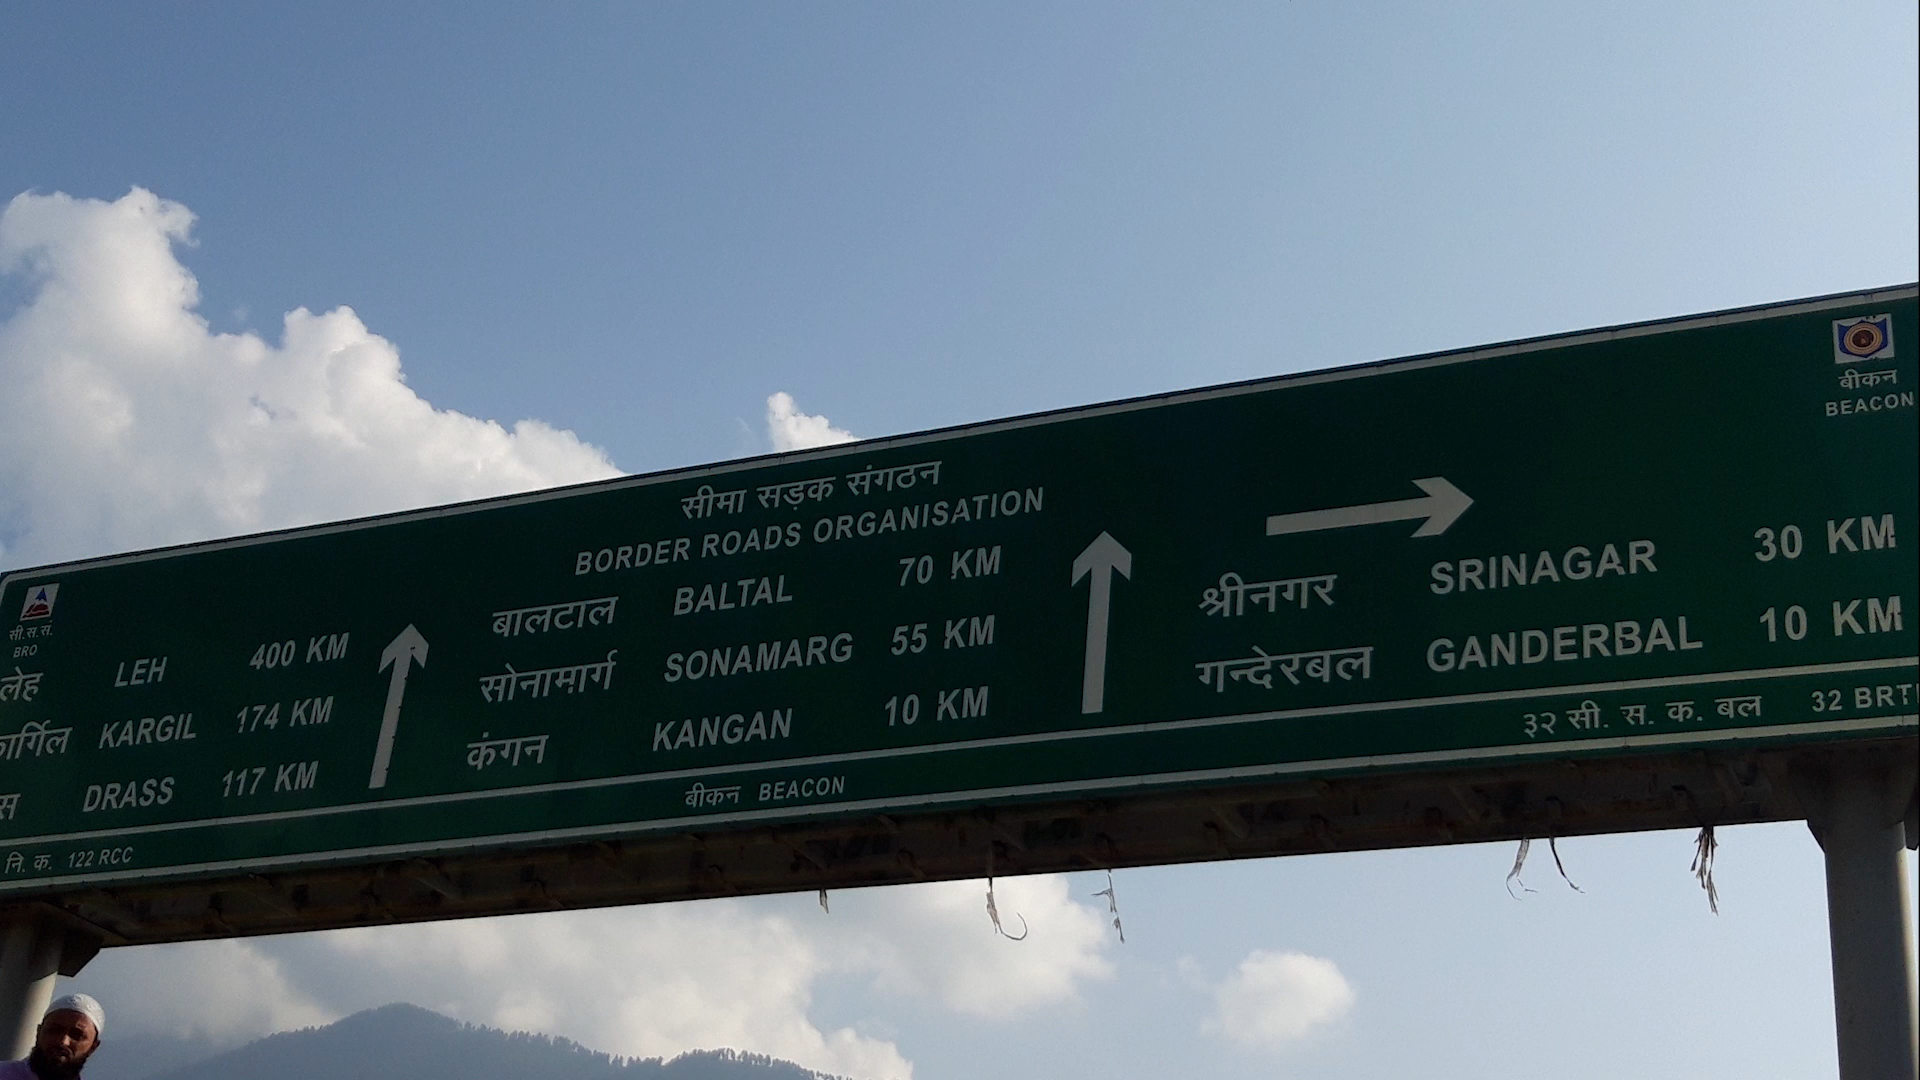 सीमा सड़क संगठन
BORDER ROADS ORGANISATION
सी.स.सं.
BRO
लेह LEH 400 KM
कार्गिल KARGIL 174 KM
स DRASS 117 KM
बालटाल BALTAL 70 KM
सोनामार्ग SONAMARG 55 KM
कंगन KANGAN 10 KM
बीकन
BEACON
श्रीनगर SRINAGAR 30 KM
गन्देरबल GANDERBAL 10 KM
नि. क. 122 RCC
बीकन BEACON
३२ सी. स. क. बल 32 BRT